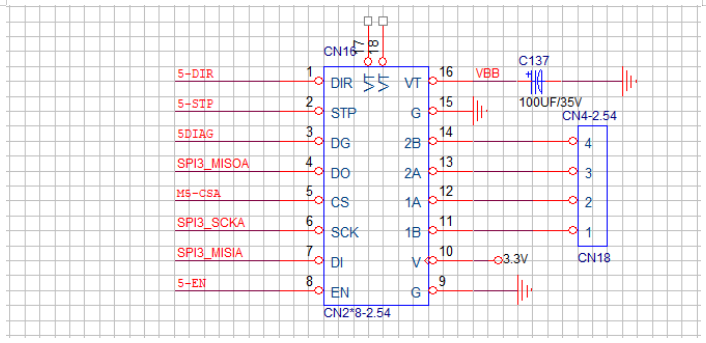 17
18
CN16
C137
5-DIR
1
DIR
VT
VT
VT
16
VBB
+
100UF/35V
5-STP
2
STP
G
15
CN4-2.54
5DIAG
3
DG
2B
14
4
SPI3_MISOA
4
DO
2A
13
3
M5-CSA
5
CS
1A
12
2
SPI3_SCKA
6
SCK
1B
11
1
SPI3_MISIA
7
DI
V
10
3.3V
CN18
5-EN
8
EN
G
9
CN2*8-2.54